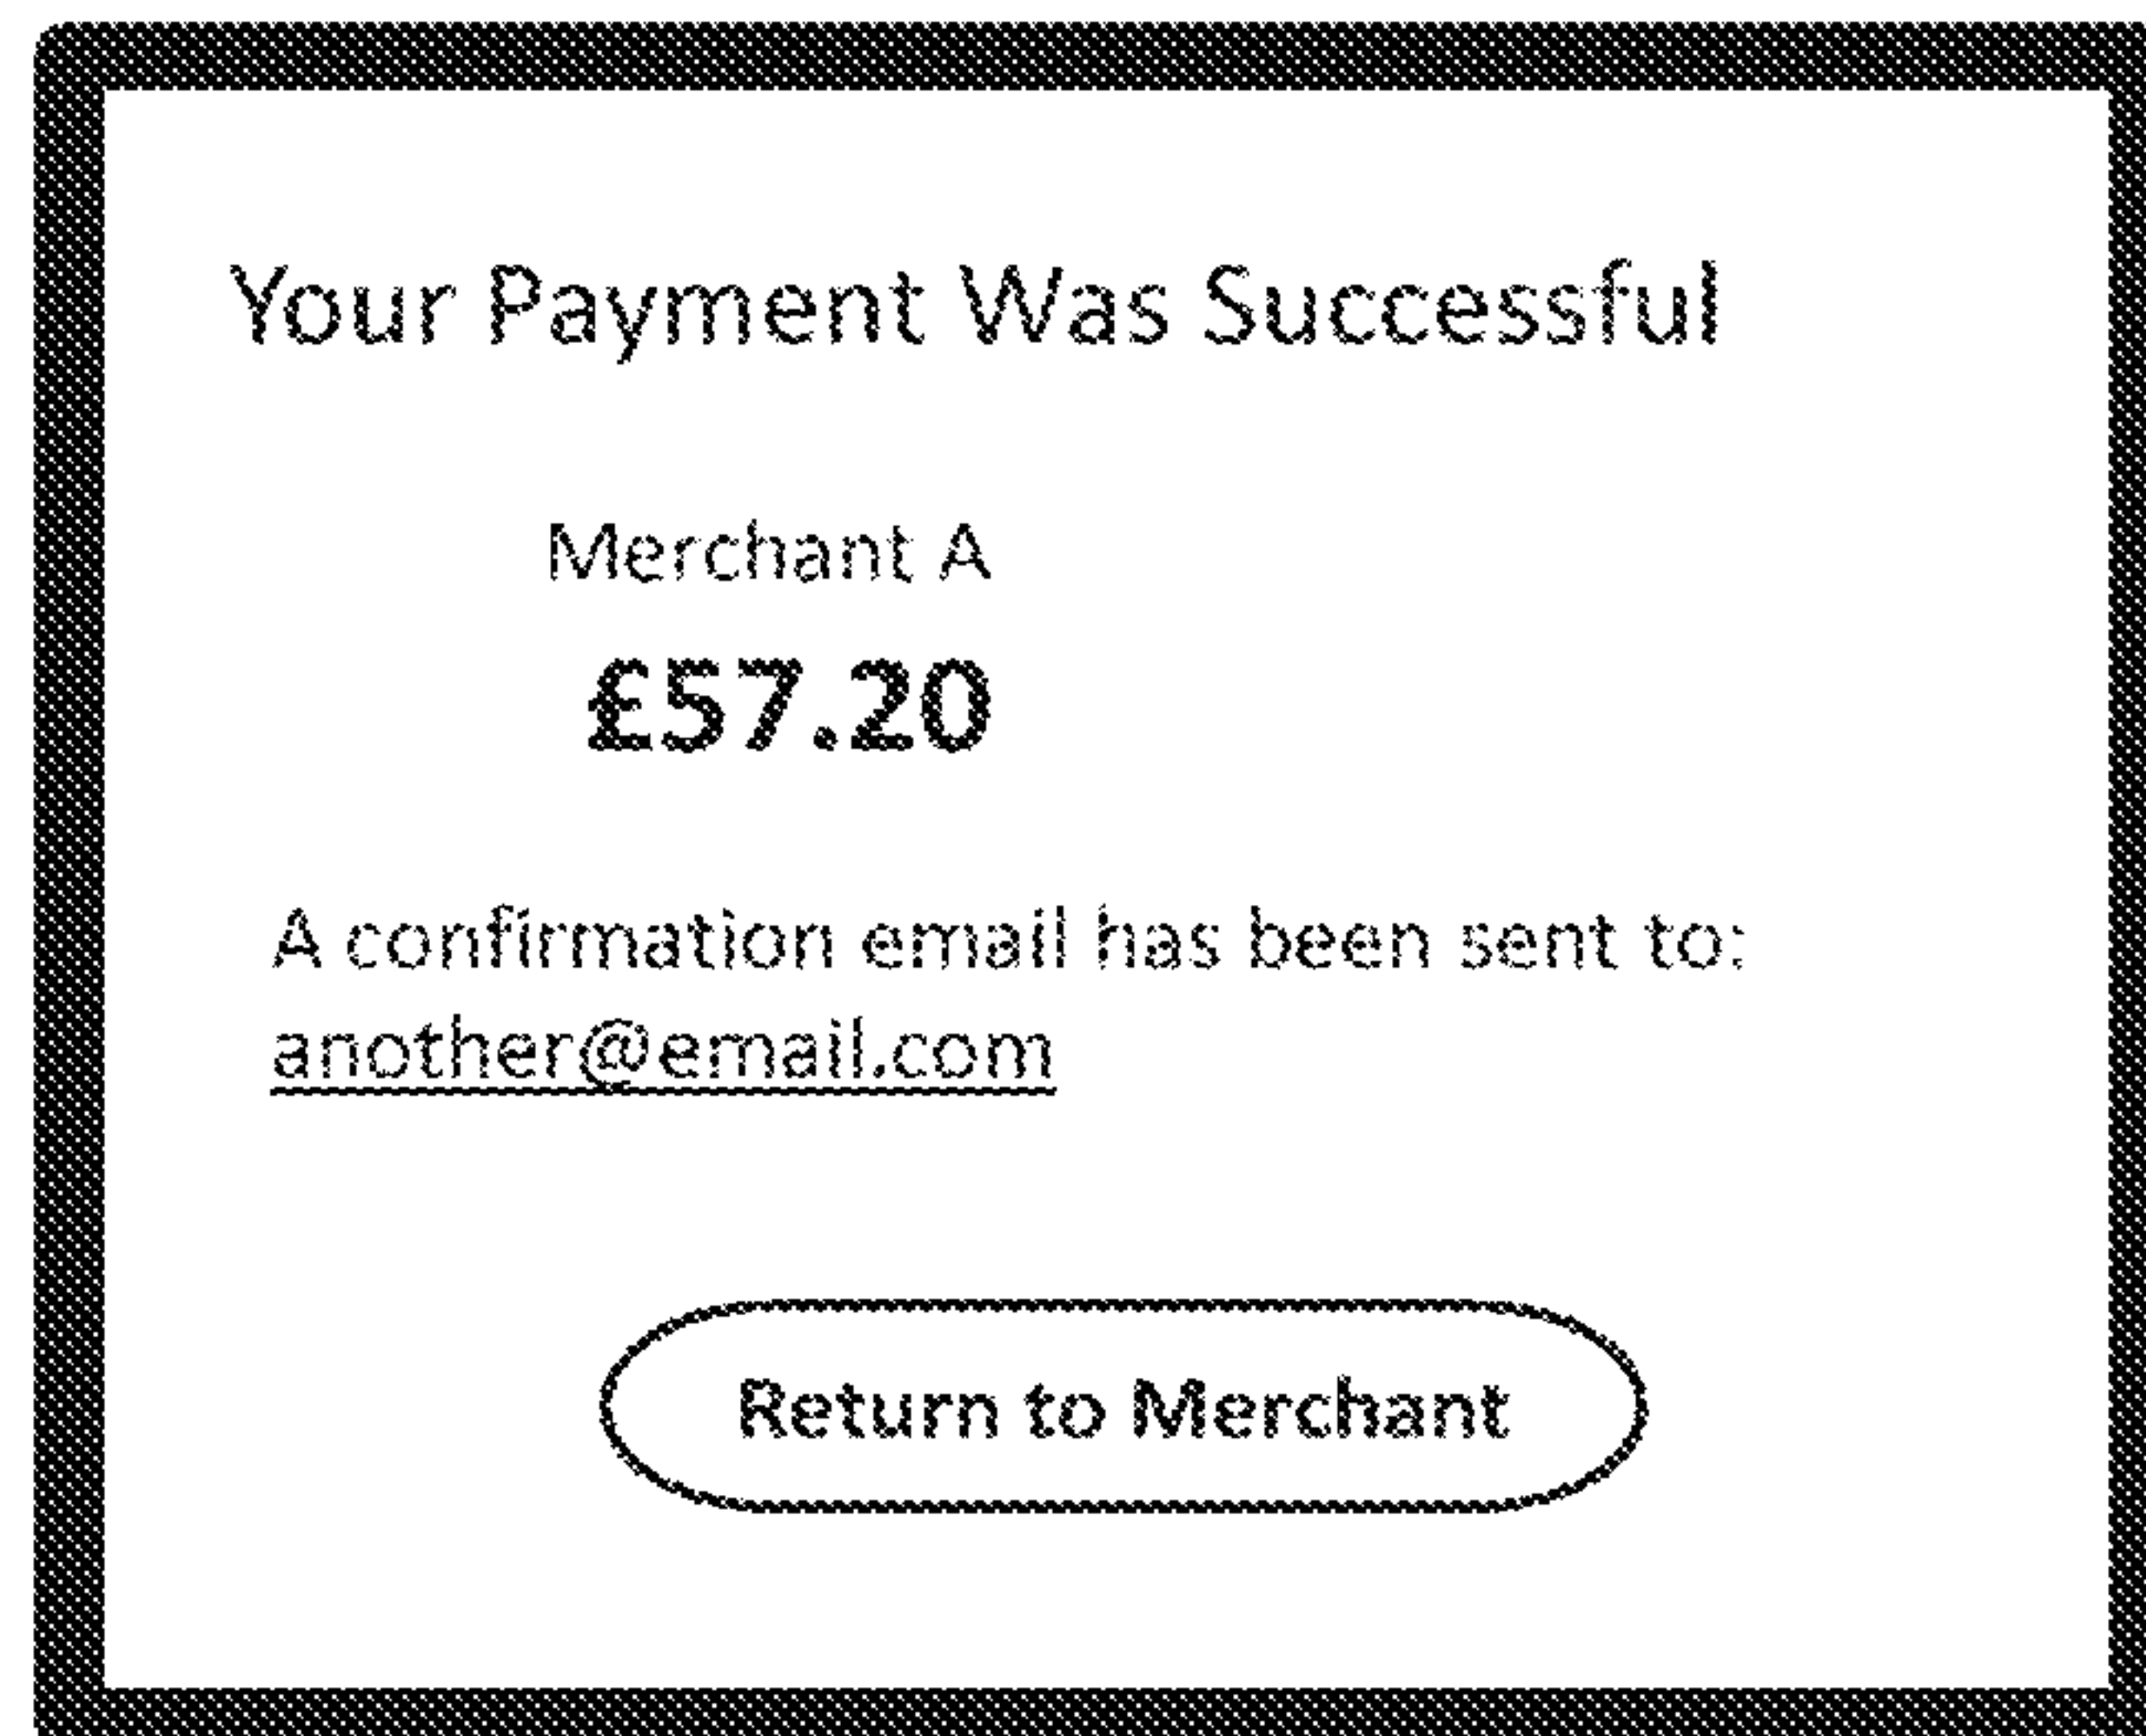 Your Payment Was Successful
Merchant A
£57.20
A confirmation email has been sent to:
another@email.com
Return to Merchant